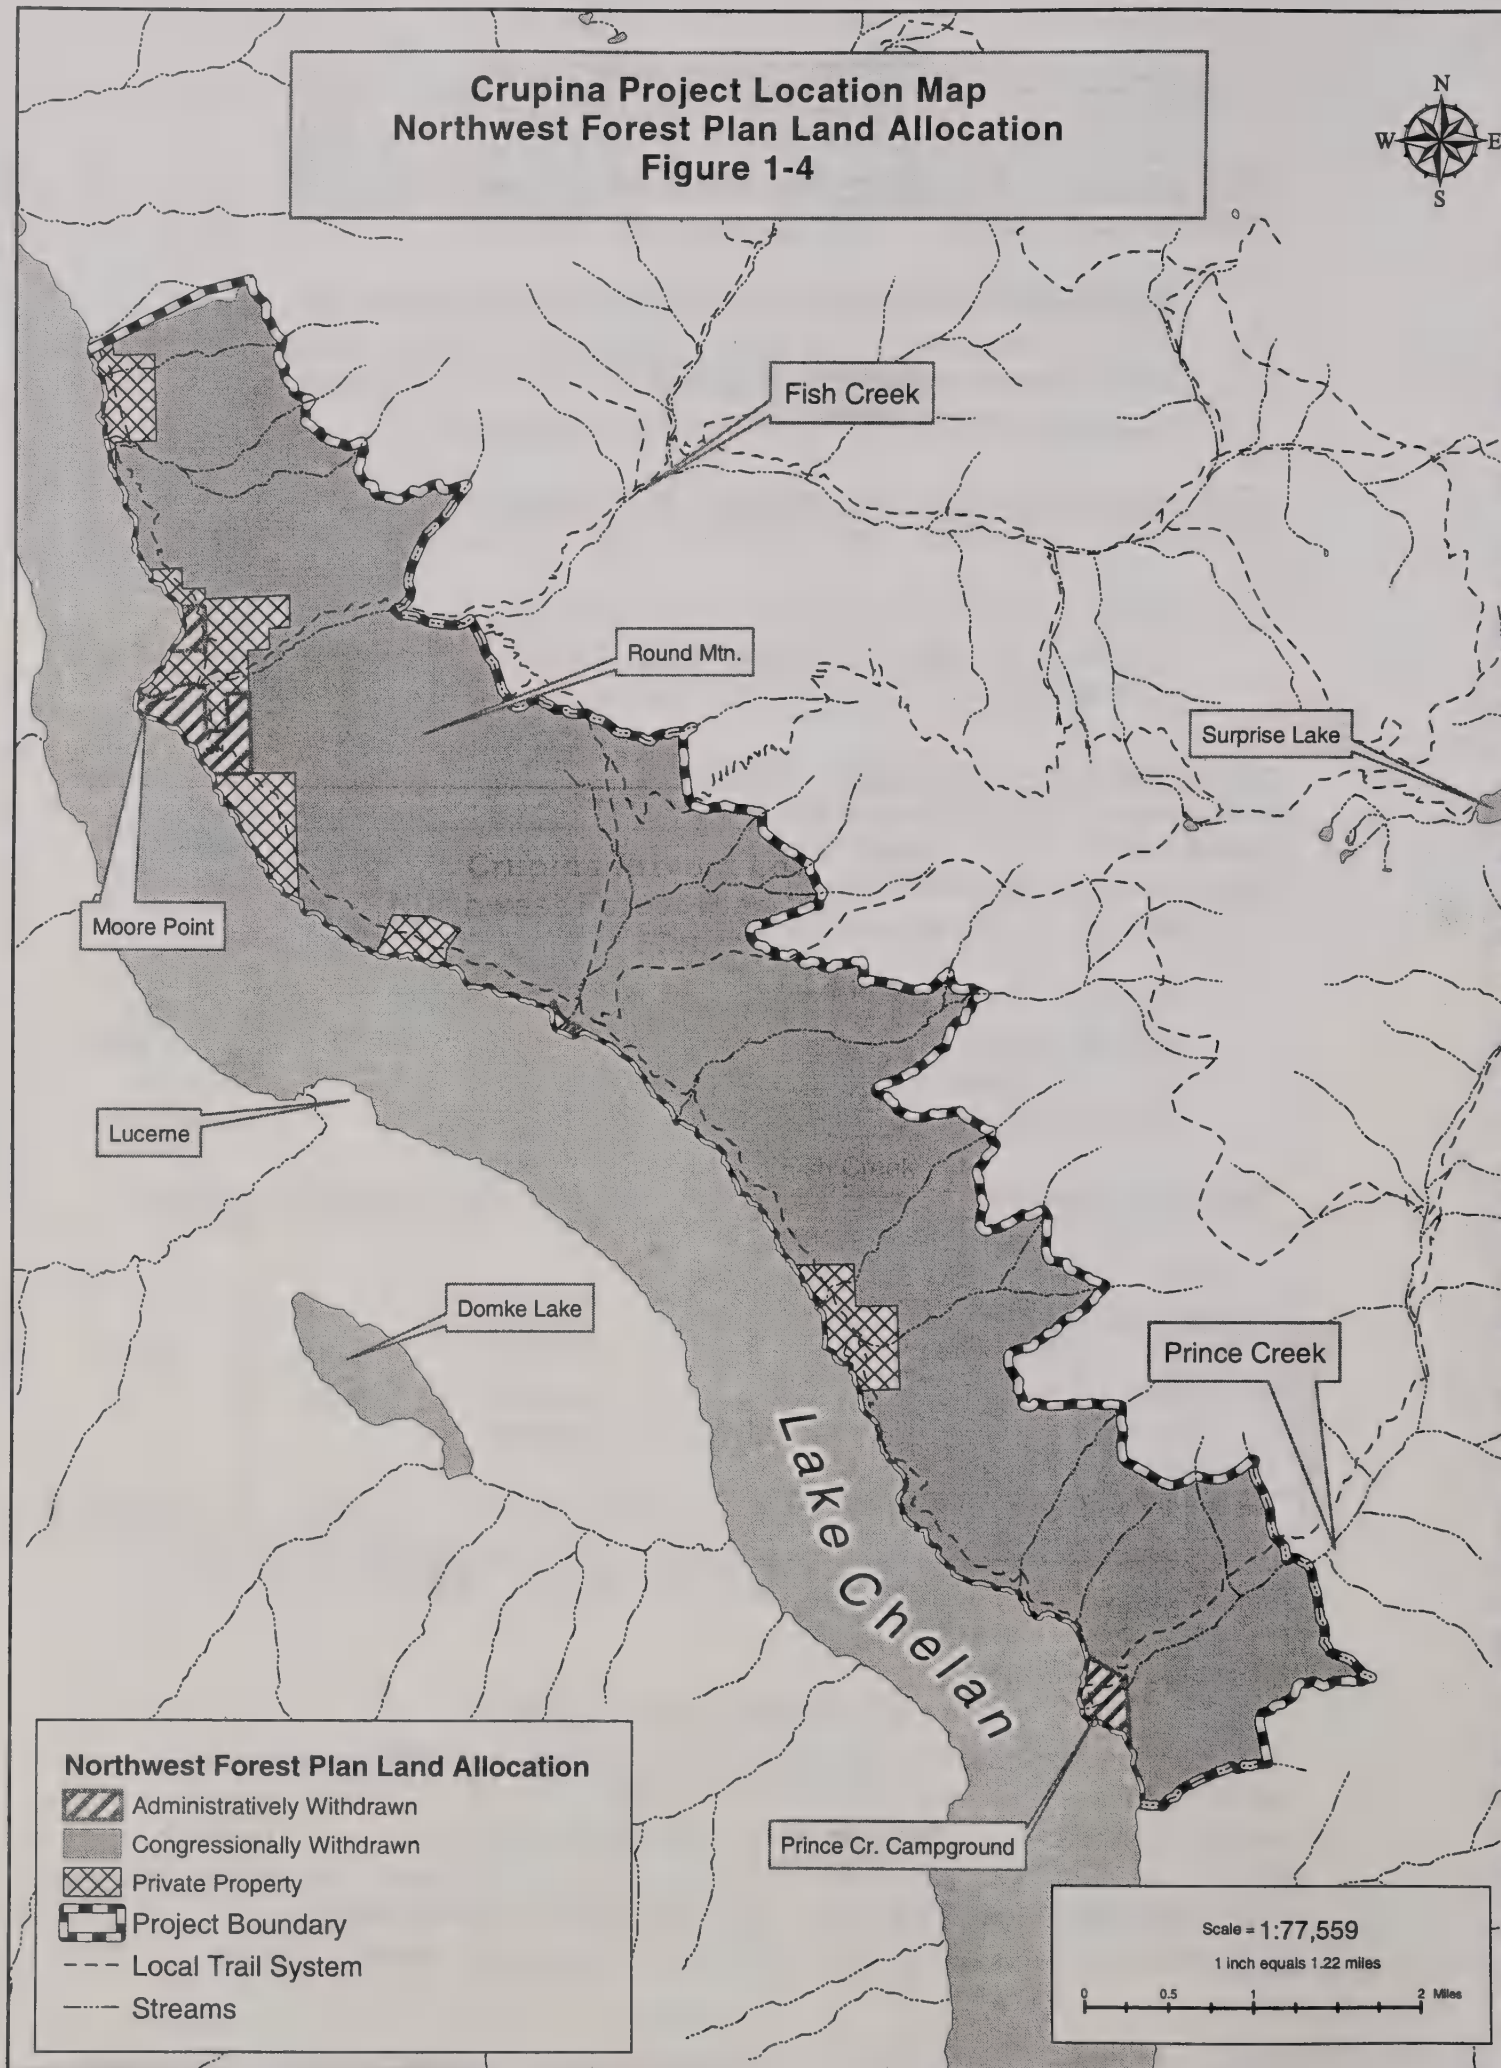 Crupina Project Location Map
Northwest Forest Plan Land Allocation
Figure 1-4
N
W
E
S
Fish Creek
Round Mtn.
Surprise Lake
Moore Point
Lucerne
Domke Lake
Prince Creek
Lake Chelan
Prince Cr. Campground
Northwest Forest Plan Land Allocation
Administratively Withdrawn
Congressionally Withdrawn
Private Property
Project Boundary
Local Trail System
Streams
Scale = 1:77,559
1 inch equals 1.22 miles
0 0.5 1 2 Miles